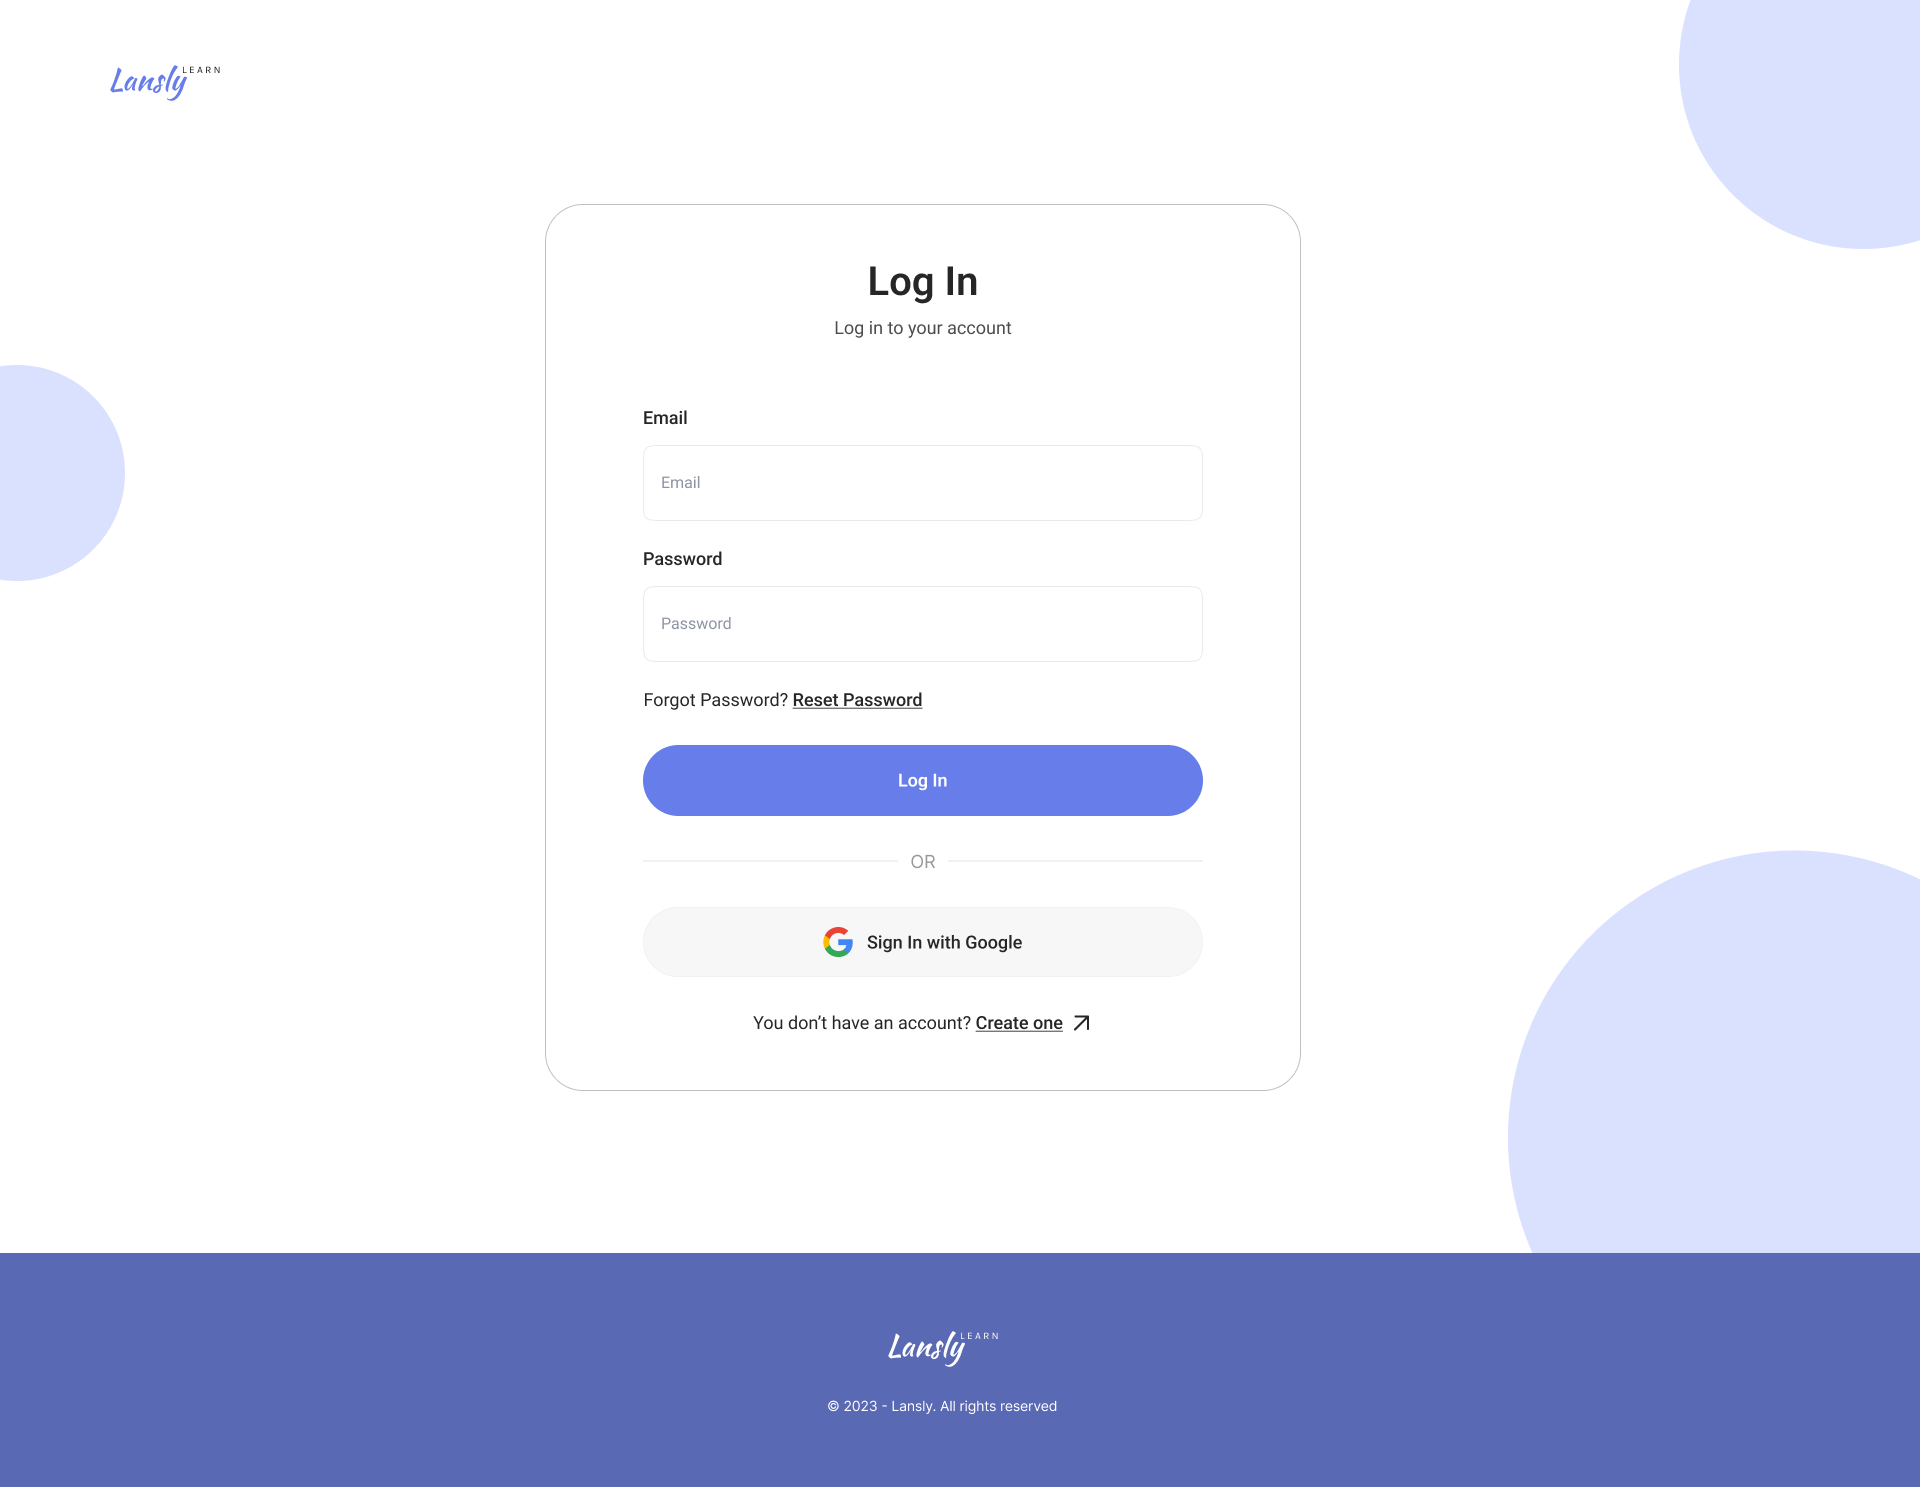 Lansly LEARN
Log In
Log in to your account
Email
Email
Password
Password
Forgot Password? Reset Password
Log In
OR
Sign In with Google
You don’t have an account? Create one
Lansly LEARN
© 2023 - Lansly. All rights reserved